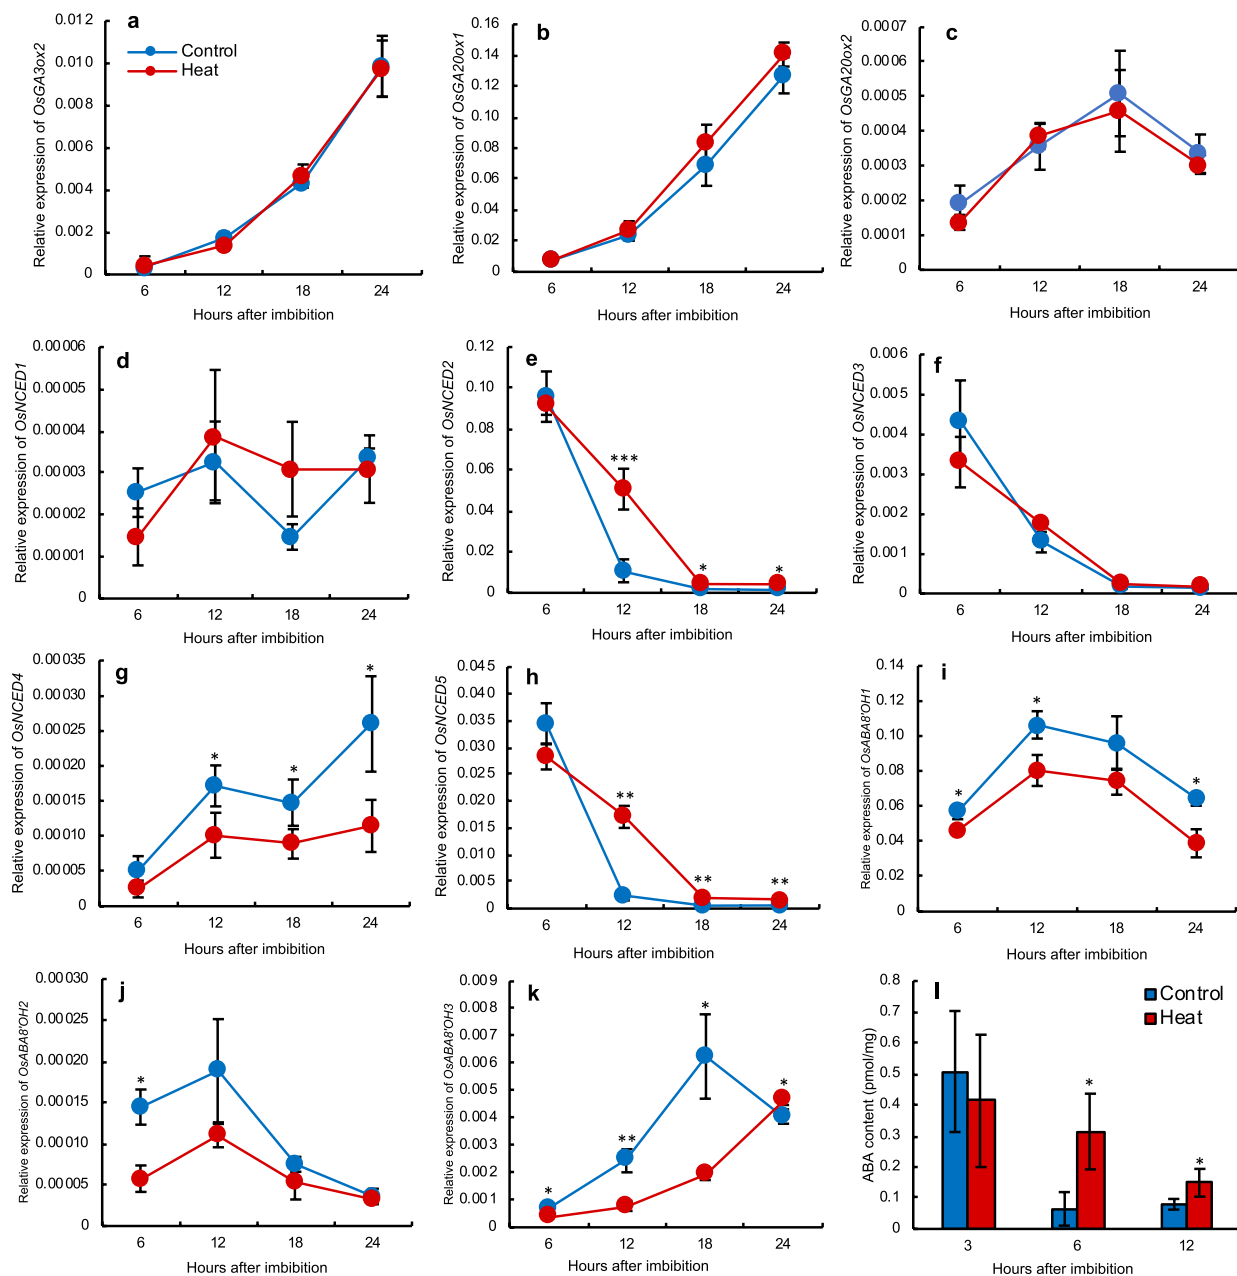 a
Relative expression of OsGA3ox2
0.012
0.010
0.008
0.006
0.004
0.002
0
Control
Heat
6 12 18 24
Hours after imbibition
b
Relative expression of OsGA20ox1
0.16
0.14
0.12
0.10
0.08
0.06
0.04
0.02
0
6 12 18 24
Hours after imbibition
c
Relative expression of OsGA20ox2
0.0007
0.0006
0.0005
0.0004
0.0003
0.0002
0.0001
0
6 12 18 24
Hours after imbibition
d
Relative expression of OsNCED1
0.00006
0.00005
0.00004
0.00003
0.00002
0.00001
0
6 12 18 24
Hours after imbibition
e
Relative expression of OsNCED2
0.12
0.10
0.08
0.06
0.04
0.02
0
***
*
*
6 12 18 24
Hours after imbibition
f
Relative expression of OsNCED3
0.006
0.005
0.004
0.003
0.002
0.001
0
6 12 18 24
Hours after imbibition
g
Relative expression of OsNCED4
0.00035
0.00030
0.00025
0.00020
0.00015
0.00010
0.00005
0
*
*
*
6 12 18 24
Hours after imbibition
h
Relative expression of OsNCED5
0.045
0.040
0.035
0.030
0.025
0.020
0.015
0.010
0.005
0
**
**
**
6 12 18 24
Hours after imbibition
i
Relative expression of OsABA8'OH1
0.14
0.12
0.10
0.08
0.06
0.04
0.02
0
*
*
*
6 12 18 24
Hours after imbibition
j
Relative expression of OsABA8'OH2
0.00030
0.00025
0.00020
0.00015
0.00010
0.00005
0
*
6 12 18 24
Hours after imbibition
k
Relative expression of OsABA8'OH3
0.009
0.008
0.007
0.006
0.005
0.004
0.003
0.002
0.001
0
*
**
*
*
6 12 18 24
Hours after imbibition
l
ABA content (pmol/mg)
0.8
0.7
0.6
0.5
0.4
0.3
0.2
0.1
0
Control
Heat
*
*
3 6 12
Hours after imbibition